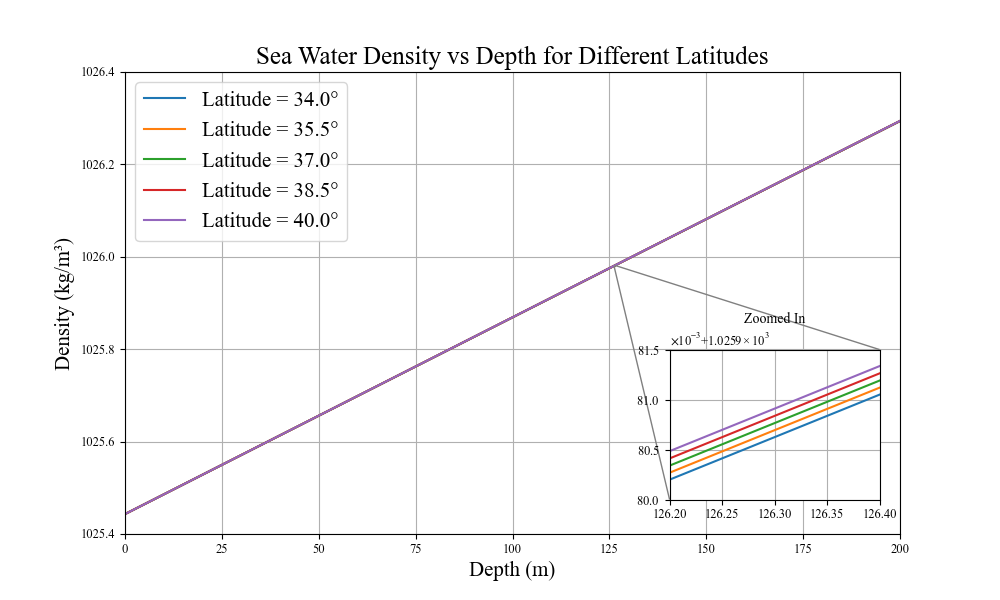 Sea Water Density vs Depth for Different Latitudes
1026.4
1026.2
1026.0
1025.8
1025.6
1025.4
Density (kg/m³)
Latitude = 34.0°
Latitude = 35.5°
Latitude = 37.0°
Latitude = 38.5°
Latitude = 40.0°
Zoomed In
×10⁻³+1.0259×10³
81.5
81.0
80.5
80.0
126.20 126.25 126.30 126.35 126.40
0 25 50 75 100 125 150 175 200
Depth (m)